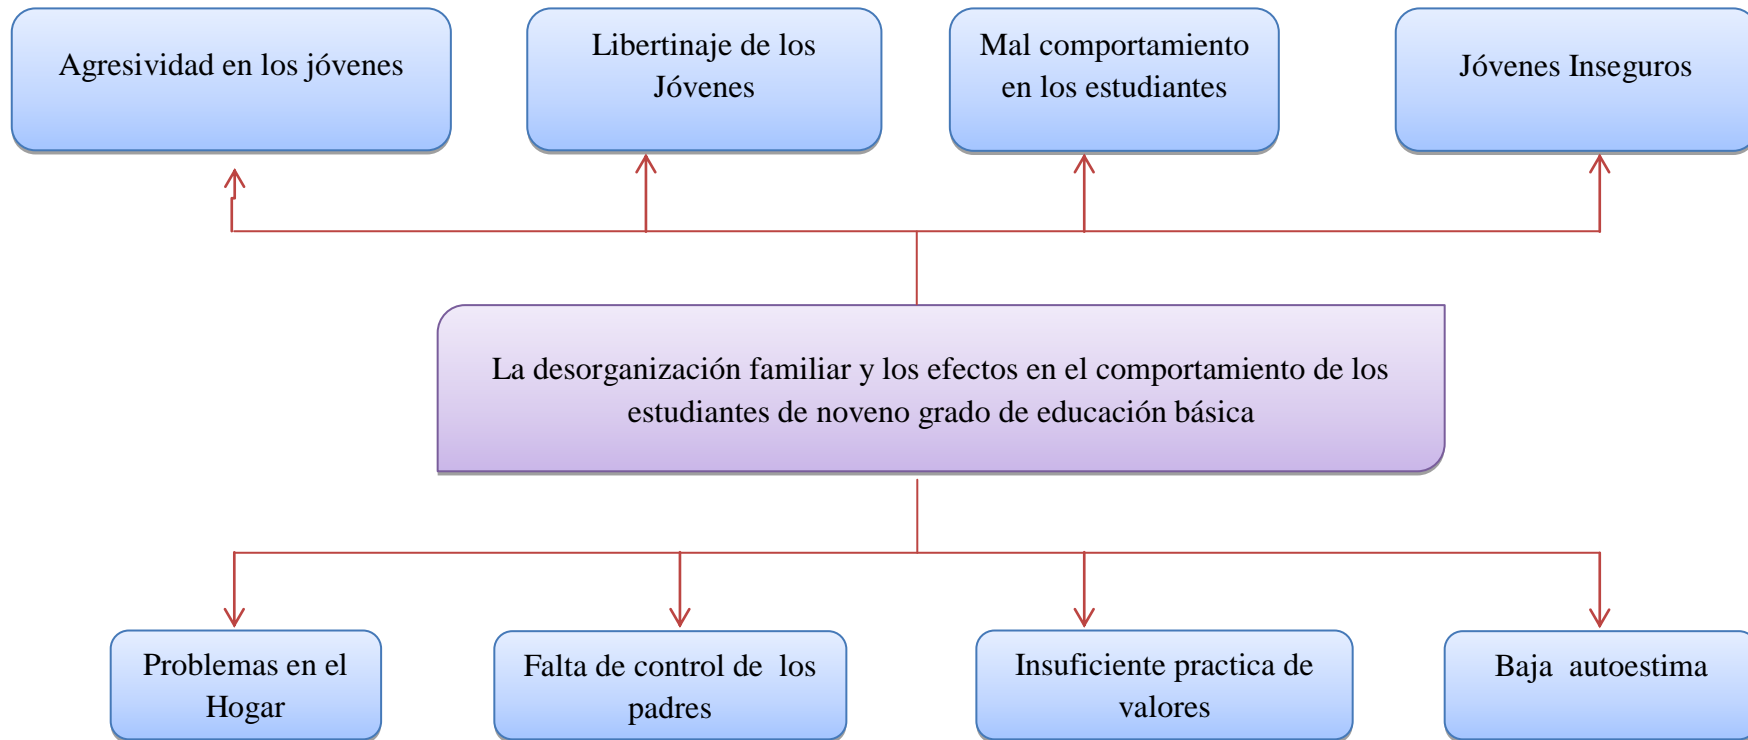 Agresividad en los jóvenes
Libertinaje de los
Jóvenes
Mal comportamiento
en los estudiantes
Jóvenes Inseguros
La desorganización familiar y los efectos en el comportamiento de los
estudiantes de noveno grado de educación básica
Problemas en el
Hogar
Falta de control de  los
padres
Insuficiente practica de
valores
Baja  autoestima